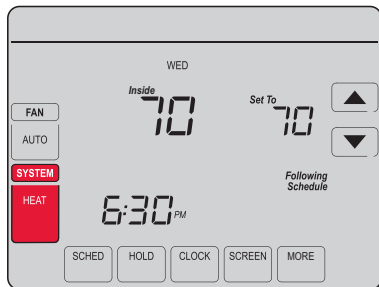 WED
Inside
70
Set To
70
FAN
AUTO
SYSTEM
HEAT
Following
Schedule
6:30 PM
SCHED
HOLD
CLOCK
SCREEN
MORE